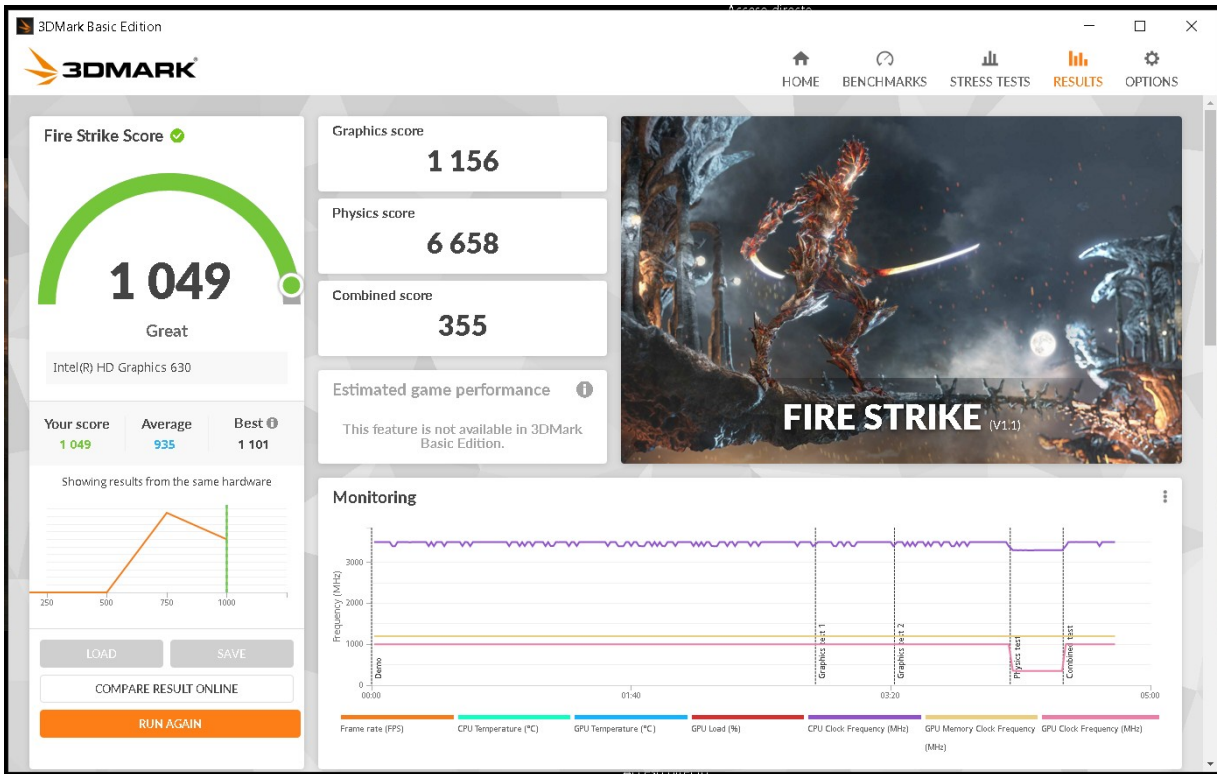 Acceso directo
3DMark Basic Edition
3DMARK
HOME
BENCHMARKS
STRESS TESTS
RESULTS
OPTIONS
Fire Strike Score
1 049
Great
Intel(R) HD Graphics 630
Your score
Average
Best
1 049
935
1 101
Showing results from the same hardware
250
500
750
1000
LOAD
SAVE
COMPARE RESULT ONLINE
RUN AGAIN
Graphics score
1 156
Physics score
6 658
Combined score
355
Estimated game performance
This feature is not available in 3DMark
Basic Edition.
FIRE STRIKE (V1.1)
Monitoring
Frequency (MHz)
3000
2000
1000
0
Demo
Graphics test 1
Graphics test 2
Physics test
Combined test
00:00
01:40
03:20
05:00
Frame rate (FPS)
CPU Temperature (°C)
GPU Temperature (°C)
GPU Load (%)
CPU Clock Frequency (MHz)
GPU Memory Clock Frequency
(MHz)
GPU Clock Frequency (MHz)